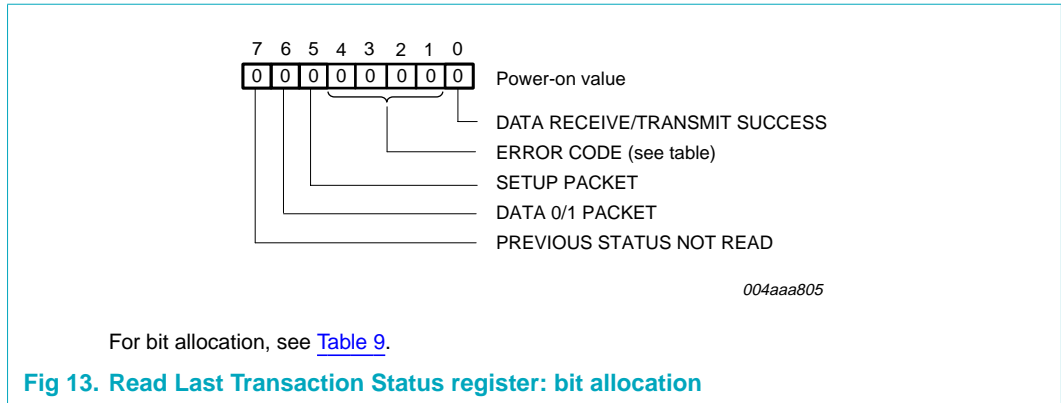 7 6 5 4 3 2 1 0
0 0 0 0 0 0 0 0 Power-on value
DATA RECEIVE/TRANSMIT SUCCESS
ERROR CODE (see table)
SETUP PACKET
DATA 0/1 PACKET
PREVIOUS STATUS NOT READ
004aaa805
For bit allocation, see Table 9.
Fig 13. Read Last Transaction Status register: bit allocation